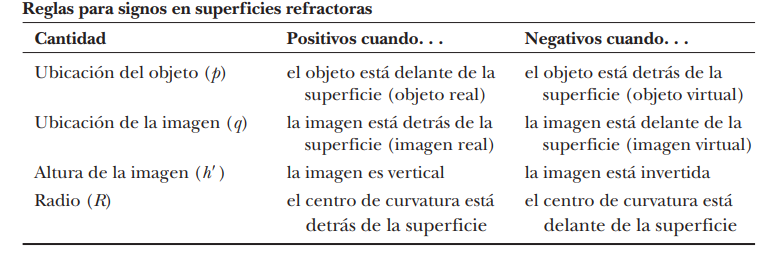 Reglas para signos en superficies refractoras
Cantidad Positivos cuando. . . Negativos cuando. . .
Ubicación del objeto (p) el objeto está delante de la el objeto está detrás de la
superficie (objeto real) superficie (objeto virtual)
Ubicación de la imagen (q) la imagen está detrás de la la imagen está delante de la
superficie (imagen real) superficie (imagen virtual)
Altura de la imagen (h′) la imagen es vertical la imagen está invertida
Radio (R) el centro de curvatura está el centro de curvatura está
detrás de la superficie delante de la superficie